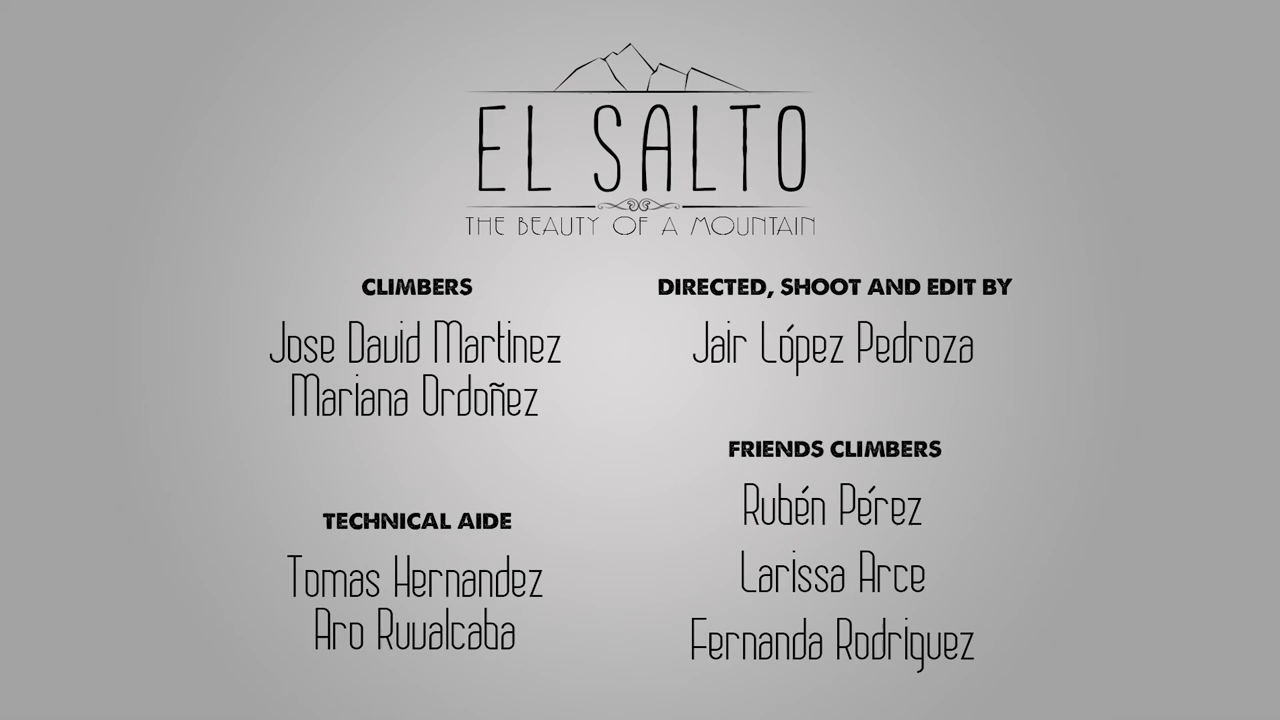 EL SALTO
THE BEAUTY OF A MOUNTAIN
CLIMBERS
Jose David Martinez
Mariana Ordoñez
TECHNICAL AIDE
Tomas Hernandez
Aro Ruvalcaba
DIRECTED, SHOOT AND EDIT BY
Jair López Pedroza
FRIENDS CLIMBERS
Rubén Pérez
Larissa Arce
Fernanda Rodriguez